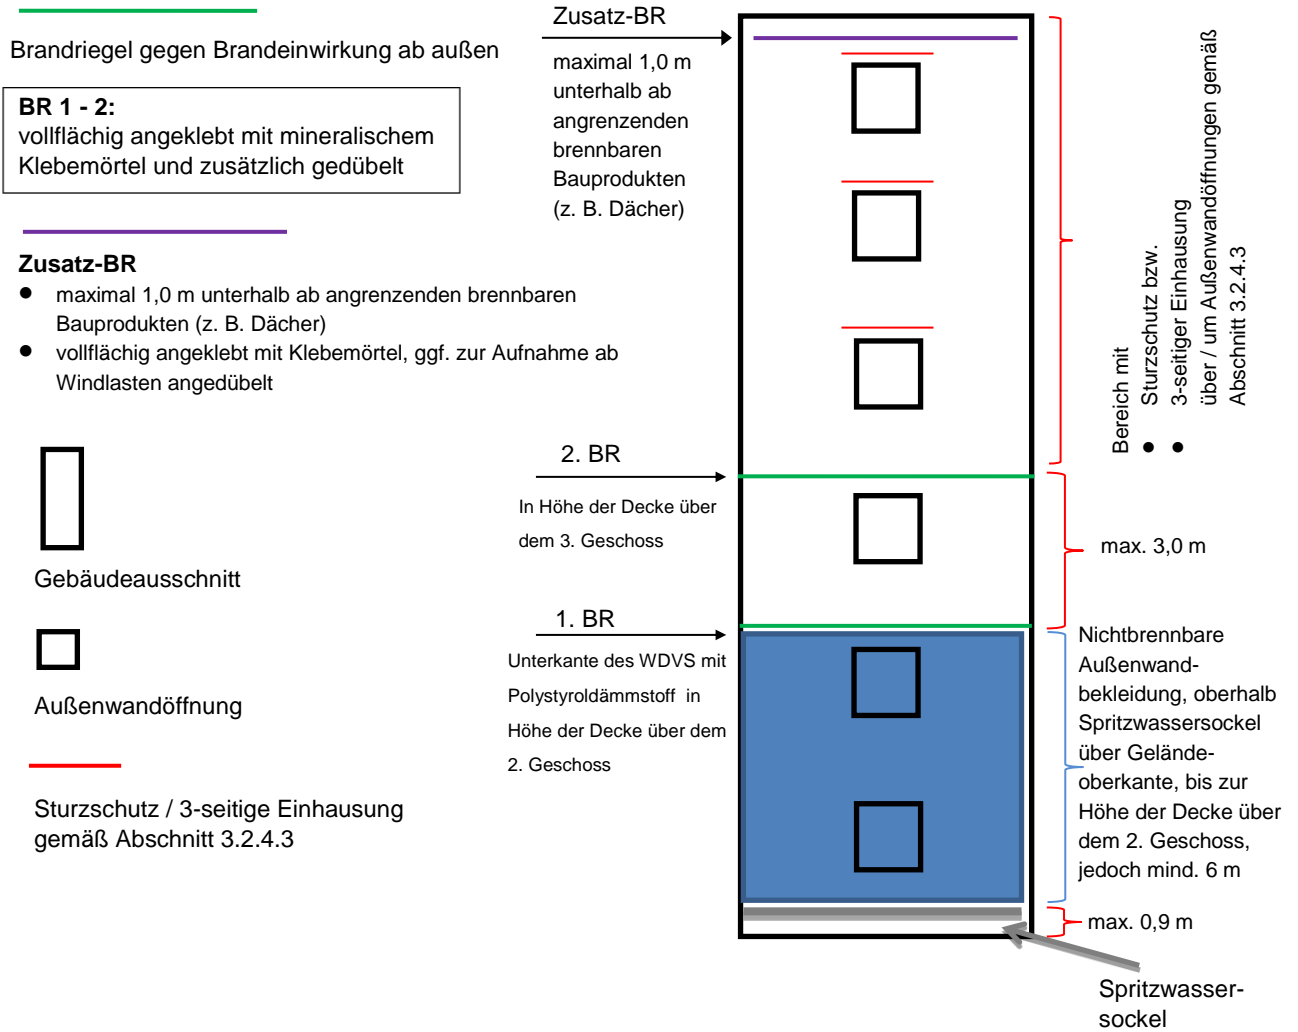 Brandriegel gegen Brandeinwirkung ab außen
BR 1 - 2:
vollflächig angeklebt mit mineralischem
Klebemörtel und zusätzlich gedübelt
Zusatz-BR
● maximal 1,0 m unterhalb ab angrenzenden brennbaren
Bauprodukten (z. B. Dächer)
● vollflächig angeklebt mit Klebemörtel, ggf. zur Aufnahme ab
Windlasten angedübelt
Gebäudeausschnitt
Außenwandöffnung
Sturzschutz / 3-seitige Einhausung
gemäß Abschnitt 3.2.4.3
Zusatz-BR
maximal 1,0 m
unterhalb ab
angrenzenden
brennbaren
Bauprodukten
(z. B. Dächer)
2. BR
In Höhe der Decke über
dem 3. Geschoss
1. BR
Unterkante des WDVS mit
Polystyroldämmstoff in
Höhe der Decke über dem
2. Geschoss
Bereich mit
● Sturzschutz bzw.
● 3-seitiger Einhausung
über / um Außenwandöffnungen gemäß
Abschnitt 3.2.4.3
max. 3,0 m
Nichtbrennbare
Außenwand-
bekleidung, oberhalb
Spritzwassersockel
über Gelände-
oberkante, bis zur
Höhe der Decke über
dem 2. Geschoss,
jedoch mind. 6 m
max. 0,9 m
Spritzwasser-
sockel